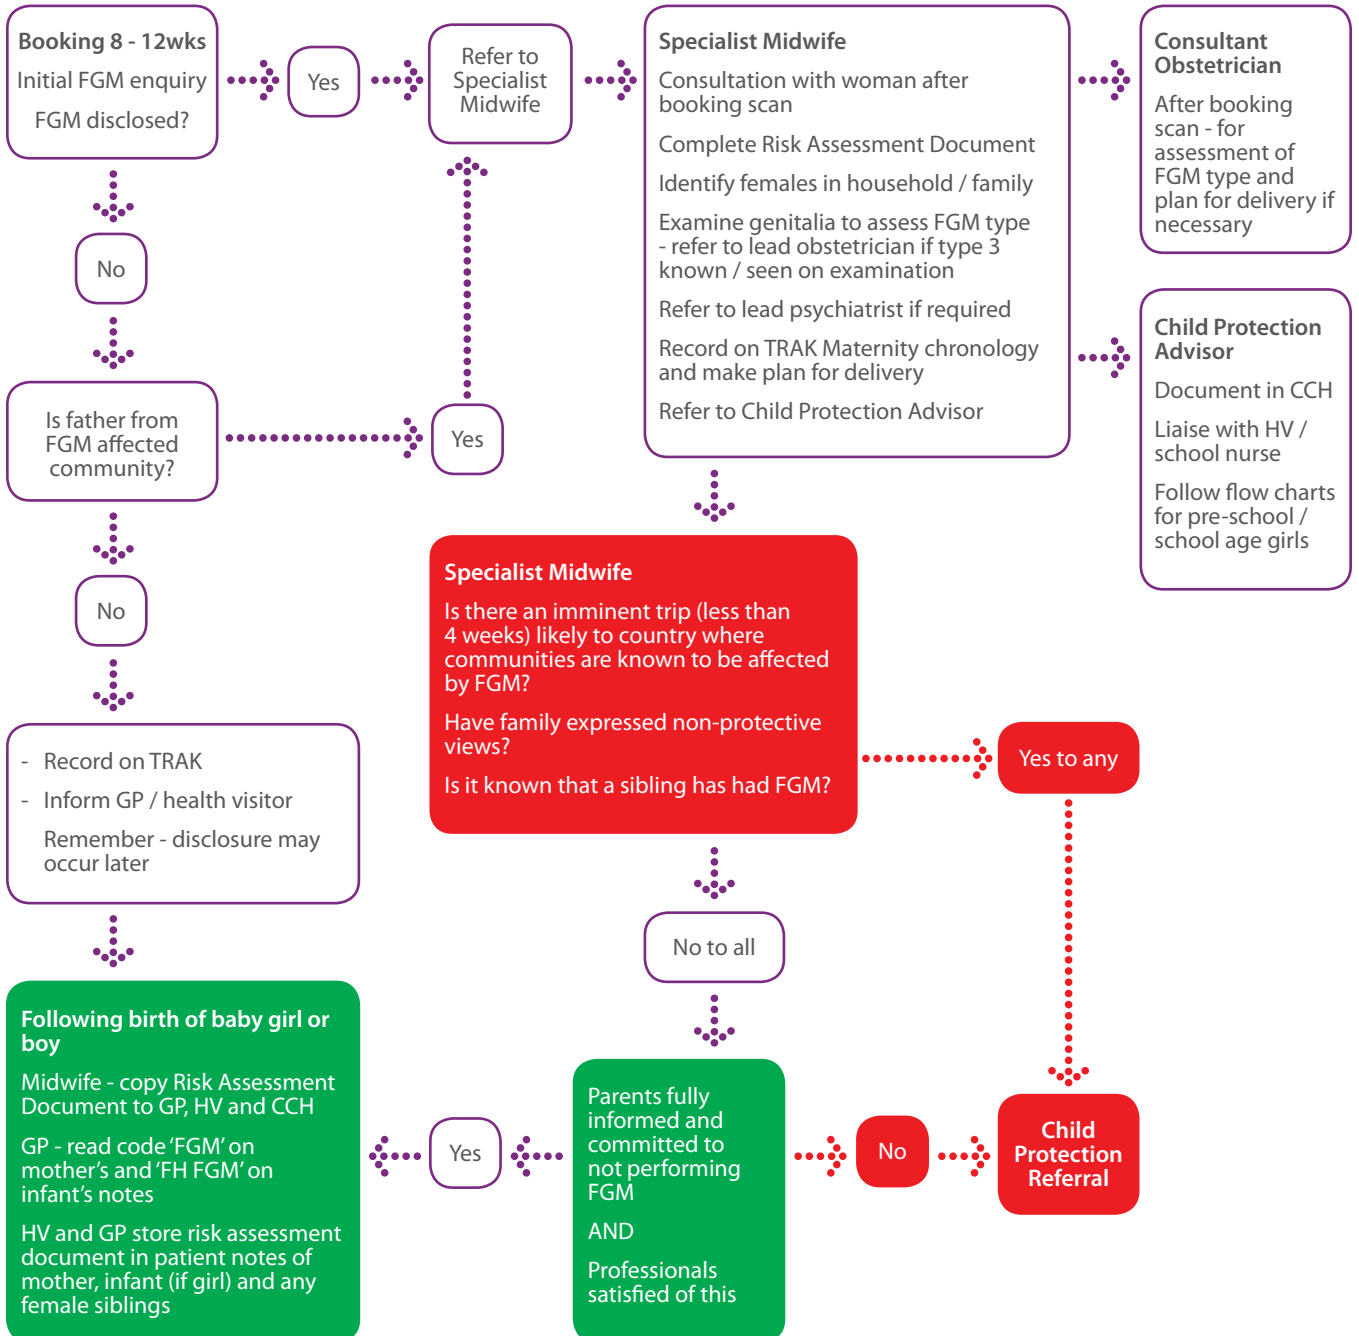 Booking 8 - 12wks
Initial FGM enquiry
FGM disclosed?
Yes
Refer to
Specialist
Midwife
Specialist Midwife
Consultation with woman after
booking scan
Complete Risk Assessment Document
Identify females in household / family
Examine genitalia to assess FGM type
- refer to lead obstetrician if type 3
known / seen on examination
Refer to lead psychiatrist if required
Record on TRAK Maternity chronology
and make plan for delivery
Refer to Child Protection Advisor
Consultant
Obstetrician
After booking
scan - for
assessment of
FGM type and
plan for delivery if
necessary
Child Protection
Advisor
Document in CCH
Liaise with HV /
school nurse
Follow flow charts
for pre-school /
school age girls
No
Is father from
FGM affected
community?
Yes
No
- Record on TRAK
- Inform GP / health visitor
Remember - disclosure may
occur later
Specialist Midwife
Is there an imminent trip (less than
4 weeks) likely to country where
communities are known to be affected
by FGM?
Have family expressed non-protective
views?
Is it known that a sibling has had FGM?
Yes to any
No to all
Following birth of baby girl or
boy
Midwife - copy Risk Assessment
Document to GP, HV and CCH
GP - read code ‘FGM’ on
mother’s and ‘FH FGM’ on
infant’s notes
HV and GP store risk assessment
document in patient notes of
mother, infant (if girl) and any
female siblings
Yes
Parents fully
informed and
committed to
not performing
FGM
AND
Professionals
satisfied of this
No
Child
Protection
Referral